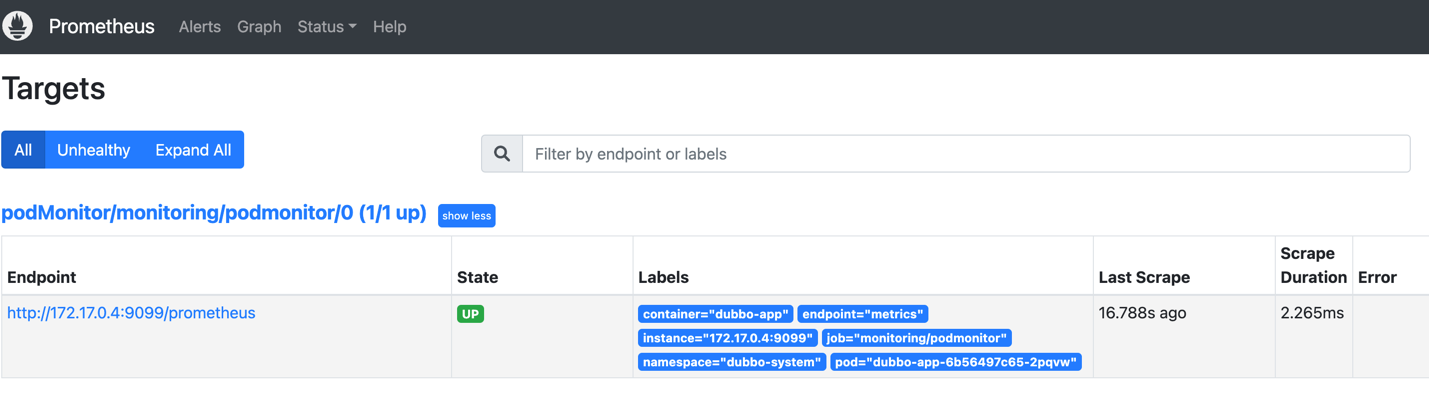 Prometheus Alerts Graph Status Help
Targets
All Unhealthy Expand All
Filter by endpoint or labels
podMonitor/monitoring/podmonitor/0 (1/1 up) show less
Endpoint State Labels Last Scrape Scrape Duration Error
http://172.17.0.4:9099/prometheus UP container="dubbo-app" endpoint="metrics" 16.788s ago 2.265ms
instance="172.17.0.4:9099" job="monitoring/podmonitor"
namespace="dubbo-system" pod="dubbo-app-6b56497c65-2pqvw"